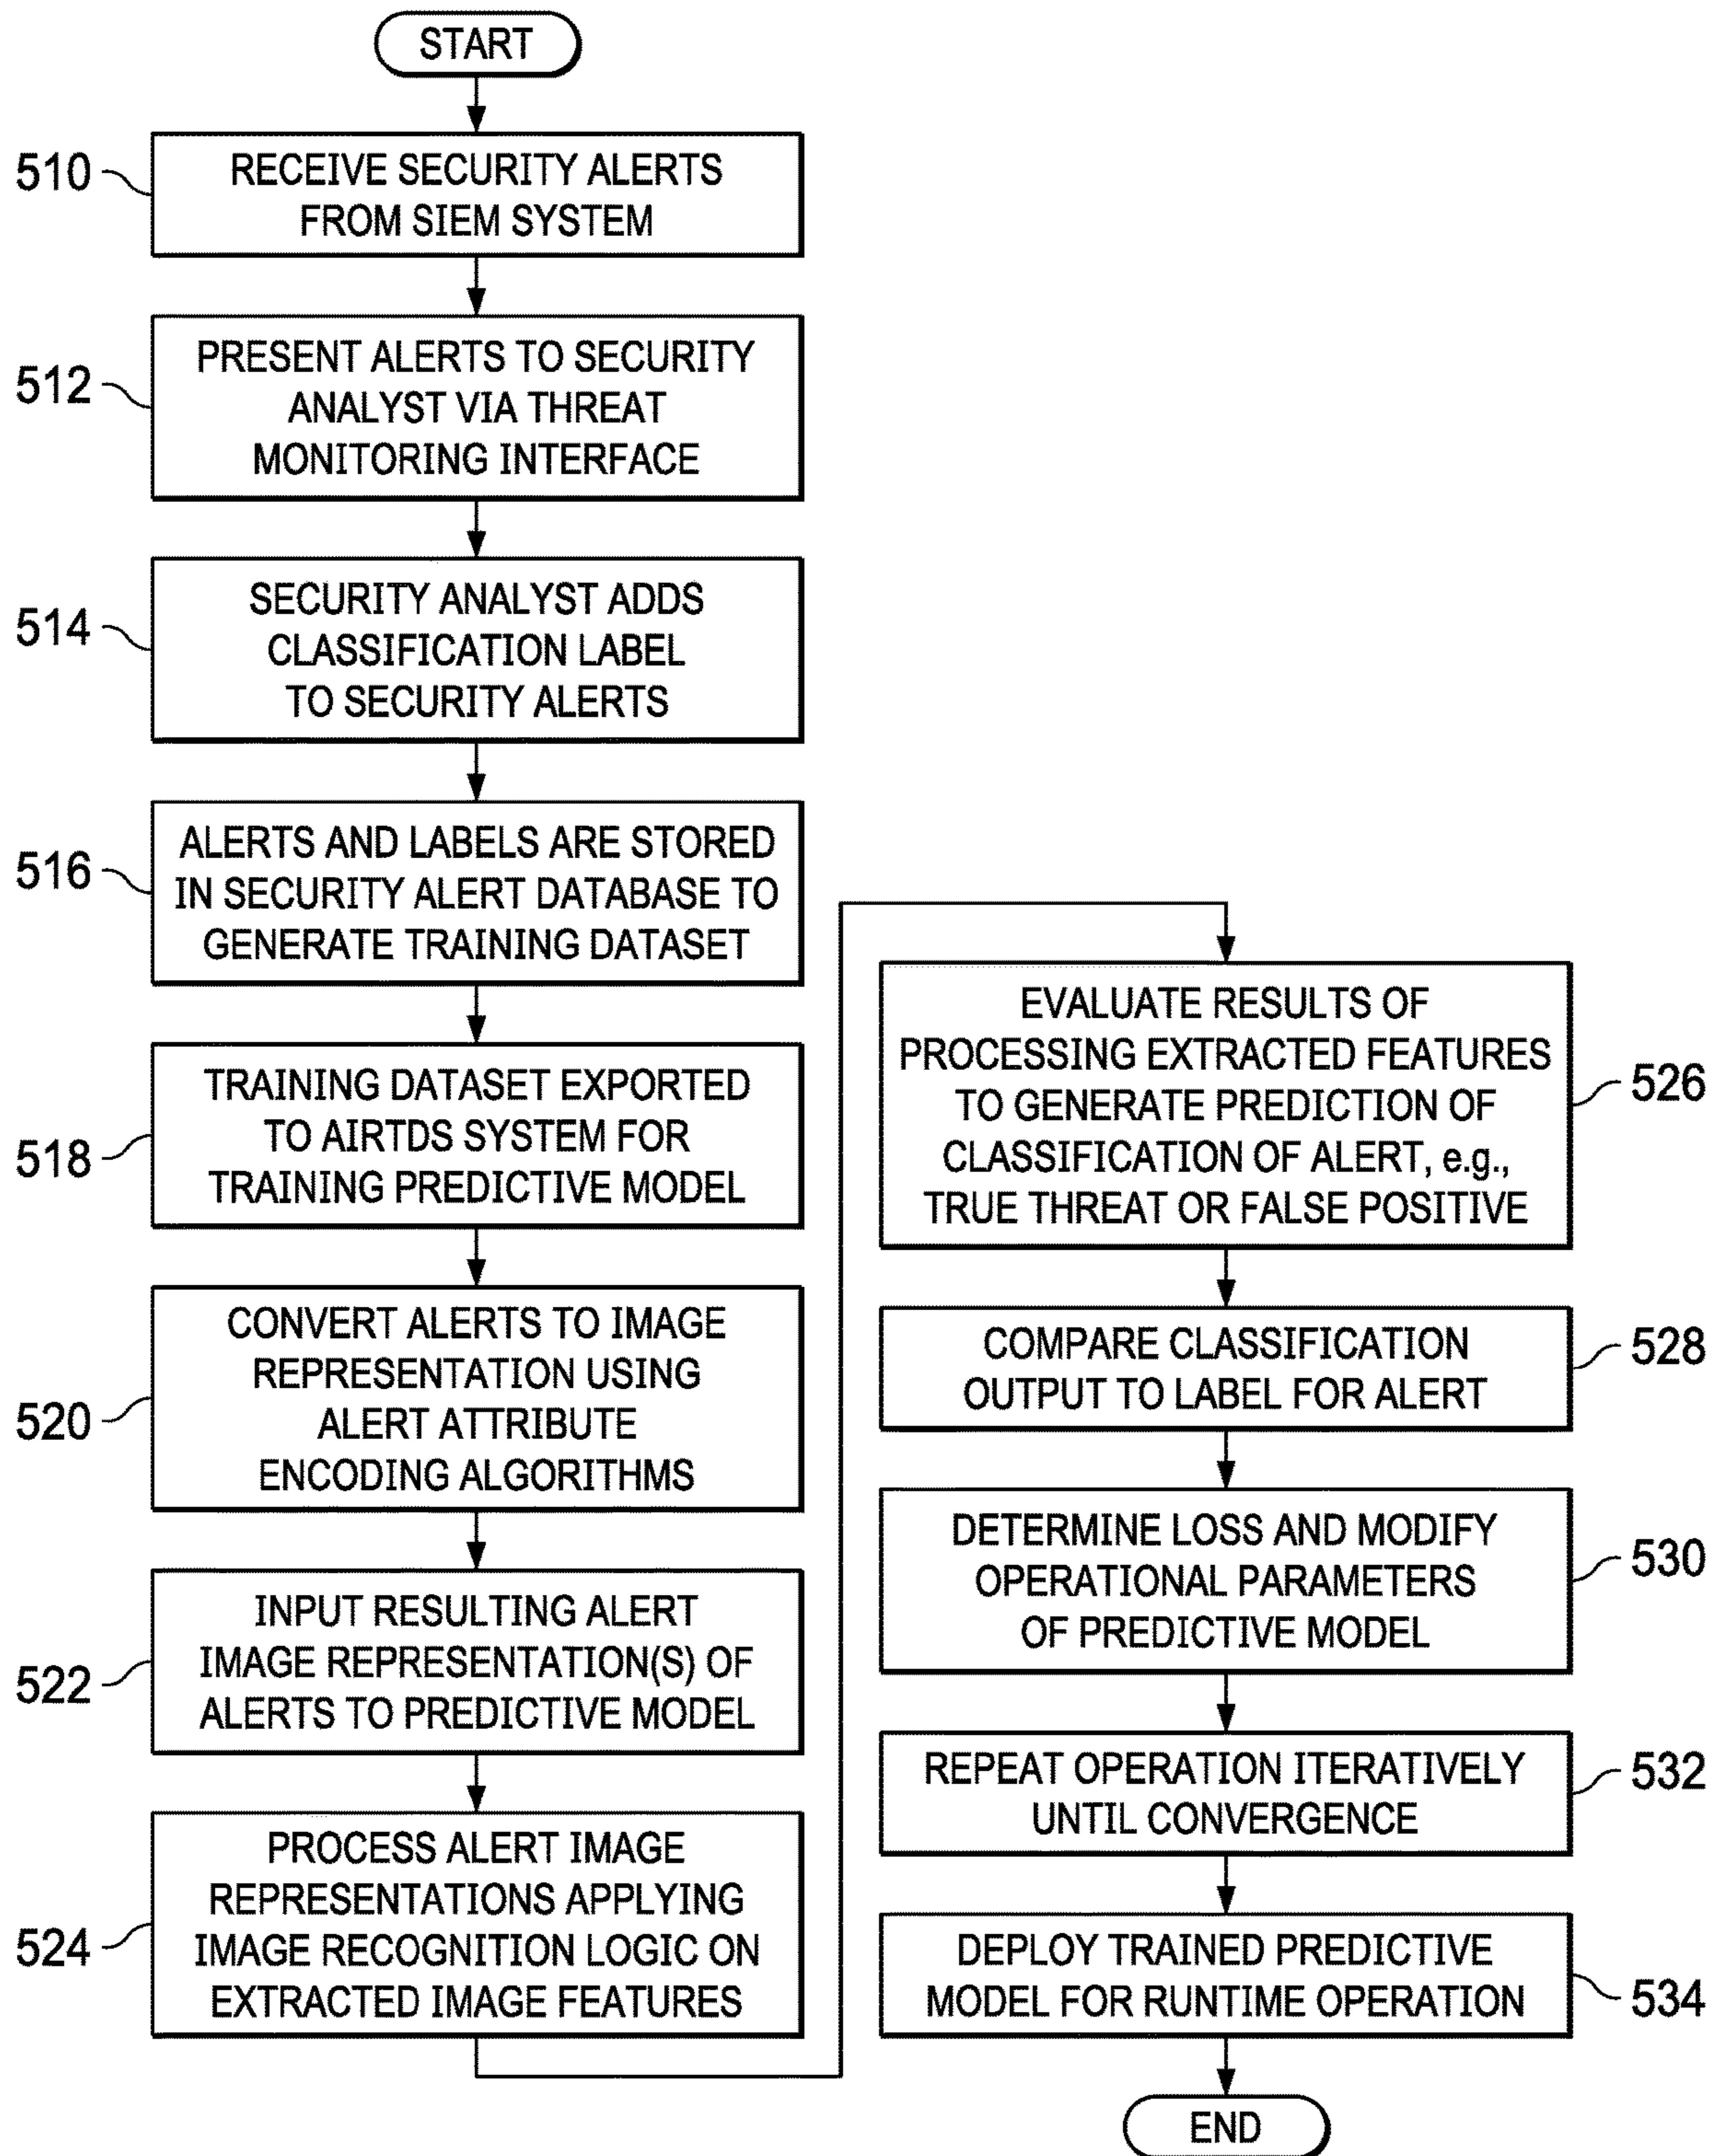 START
510
RECEIVE SECURITY ALERTS
FROM SIEM SYSTEM
512
PRESENT ALERTS TO SECURITY
ANALYST VIA THREAT
MONITORING INTERFACE
514
SECURITY ANALYST ADDS
CLASSIFICATION LABEL
TO SECURITY ALERTS
516
ALERTS AND LABELS ARE STORED
IN SECURITY ALERT DATABASE TO
GENERATE TRAINING DATASET
518
TRAINING DATASET EXPORTED
TO AIRTDS SYSTEM FOR
TRAINING PREDICTIVE MODEL
520
CONVERT ALERTS TO IMAGE
REPRESENTATION USING
ALERT ATTRIBUTE
ENCODING ALGORITHMS
522
INPUT RESULTING ALERT
IMAGE REPRESENTATION(S) OF
ALERTS TO PREDICTIVE MODEL
524
PROCESS ALERT IMAGE
REPRESENTATIONS APPLYING
IMAGE RECOGNITION LOGIC ON
EXTRACTED IMAGE FEATURES
EVALUATE RESULTS OF
PROCESSING EXTRACTED FEATURES
TO GENERATE PREDICTION OF
CLASSIFICATION OF ALERT, e.g.,
TRUE THREAT OR FALSE POSITIVE
526
COMPARE CLASSIFICATION
OUTPUT TO LABEL FOR ALERT
528
DETERMINE LOSS AND MODIFY
OPERATIONAL PARAMETERS
OF PREDICTIVE MODEL
530
REPEAT OPERATION ITERATIVELY
UNTIL CONVERGENCE
532
DEPLOY TRAINED PREDICTIVE
MODEL FOR RUNTIME OPERATION
534
END